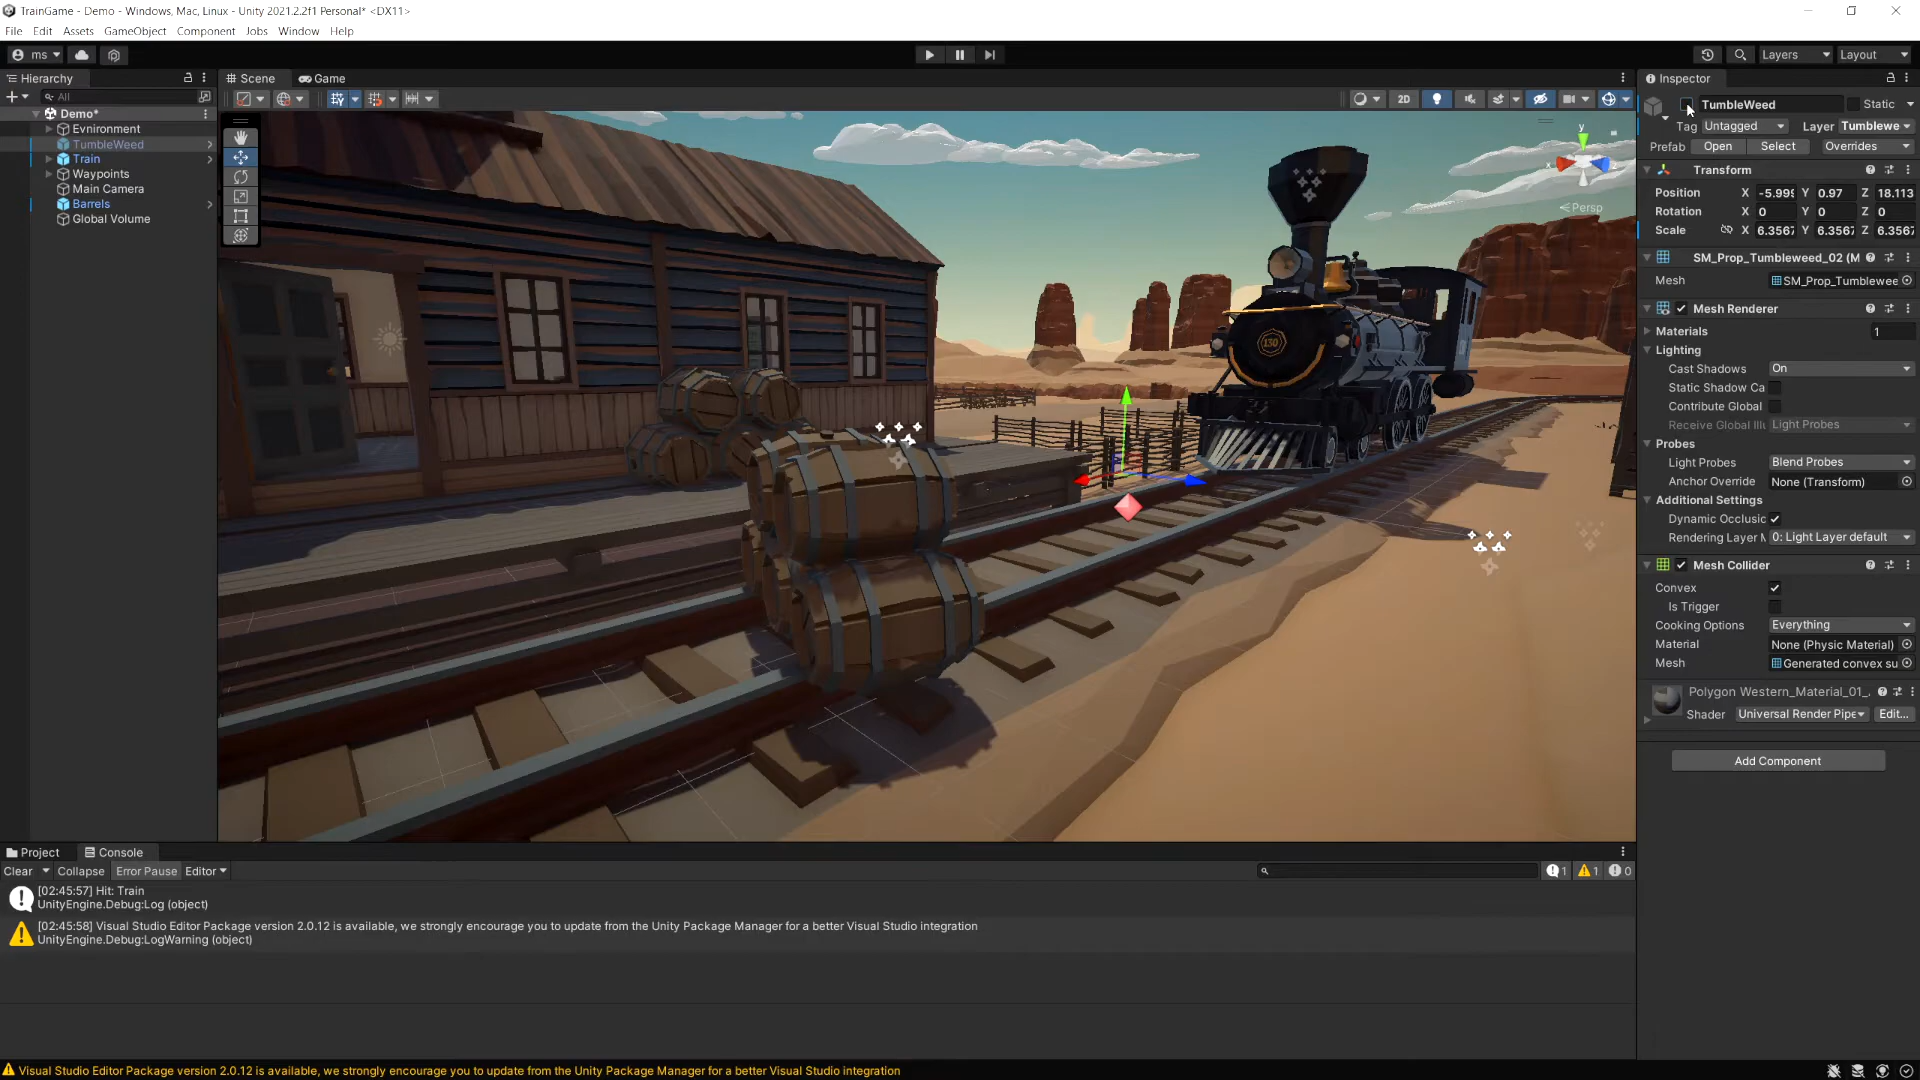 TrainGame - Demo - Windows, Mac, Linux - Unity 2021.2.2f1 Personal* <DX11>
File Edit Assets GameObject Component Jobs Window Help
ms Layers Layout
Hierarchy
All
Demo*
Evnironment
TumbleWeed
Train
Waypoints
Main Camera
Barrels
Global Volume
Scene Game
2D
y
Persp
130
Inspector
TumbleWeed Static
Tag Untagged Layer Tumblewe
Prefab Open Select Overrides
Transform
Position X -5.999 Y 0.97 Z 18.113
Rotation X 0 Y 0 Z 0
Scale X 6.3567 Y 6.3567 Z 6.3567
SM_Prop_Tumbleweed_02 (M
Mesh SM_Prop_Tumblewee
Mesh Renderer
Materials 1
Lighting
Cast Shadows On
Static Shadow Ca
Contribute Global
Receive Global Illu Light Probes
Probes
Light Probes Blend Probes
Anchor Override None (Transform)
Additional Settings
Dynamic Occlusic
Rendering Layer M 0: Light Layer default
Mesh Collider
Convex
Is Trigger
Cooking Options Everything
Material None (Physic Material)
Mesh Generated convex su
Polygon Western_Material_01_
Shader Universal Render Pipe Edit...
Add Component
Project Console
Clear Collapse Error Pause Editor 1 1 0
[02:45:57] Hit: Train
UnityEngine.Debug:Log (object)
[02:45:58] Visual Studio Editor Package version 2.0.12 is available, we strongly encourage you to update from the Unity Package Manager for a better Visual Studio integration
UnityEngine.Debug:LogWarning (object)
Visual Studio Editor Package version 2.0.12 is available, we strongly encourage you to update from the Unity Package Manager for a better Visual Studio integration